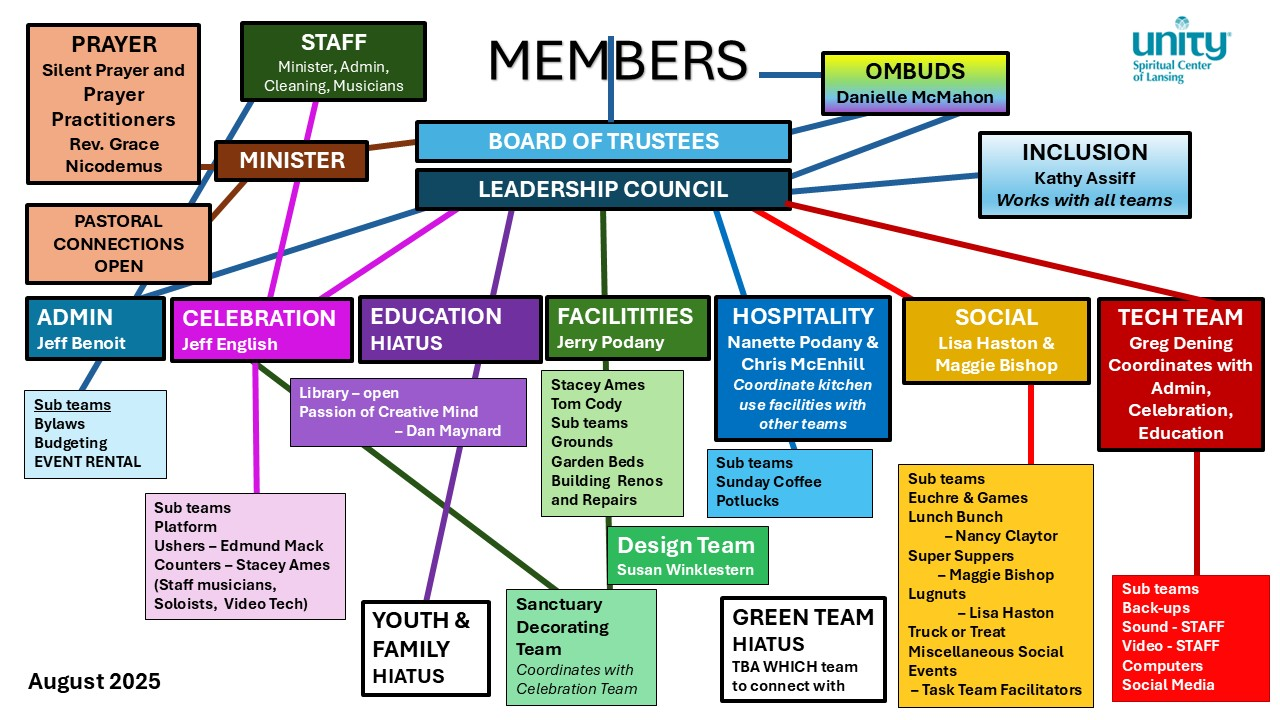 PRAYER
Silent Prayer and
Prayer
Practitioners
Rev. Grace
Nicodemus
STAFF
Minister, Admin,
Cleaning, Musicians
MEMBERS
OMBUDS
Danielle McMahon
unity®
Spiritual Center
of Lansing
BOARD OF TRUSTEES
MINISTER
LEADERSHIP COUNCIL
INCLUSION
Kathy Assiff
Works with all teams
PASTORAL
CONNECTIONS
OPEN
ADMIN
Jeff Benoit
CELEBRATION
Jeff English
EDUCATION
HIATUS
FACILITITIES
Jerry Podany
HOSPITALITY
Nanette Podany &
Chris McEnhill
Coordinate kitchen
use facilities with
other teams
SOCIAL
Lisa Haston &
Maggie Bishop
TECH TEAM
Greg Dening
Coordinates with
Admin,
Celebration,
Education
Sub teams
Bylaws
Budgeting
EVENT RENTAL
Library – open
Passion of Creative Mind
– Dan Maynard
Stacey Ames
Tom Cody
Sub teams
Grounds
Garden Beds
Building Renos
and Repairs
Sub teams
Sunday Coffee
Potlucks
Sub teams
Platform
Ushers – Edmund Mack
Counters – Stacey Ames
(Staff musicians,
Soloists, Video Tech)
Design Team
Susan Winklestern
Sub teams
Euchre & Games
Lunch Bunch
– Nancy Claytor
Super Suppers
– Maggie Bishop
Lugnuts
– Lisa Haston
Truck or Treat
Miscellaneous Social
Events
– Task Team Facilitators
Sub teams
Back-ups
Sound - STAFF
Video - STAFF
Computers
Social Media
YOUTH &
FAMILY
HIATUS
Sanctuary
Decorating
Team
Coordinates with
Celebration Team
GREEN TEAM
HIATUS
TBA WHICH team
to connect with
August 2025